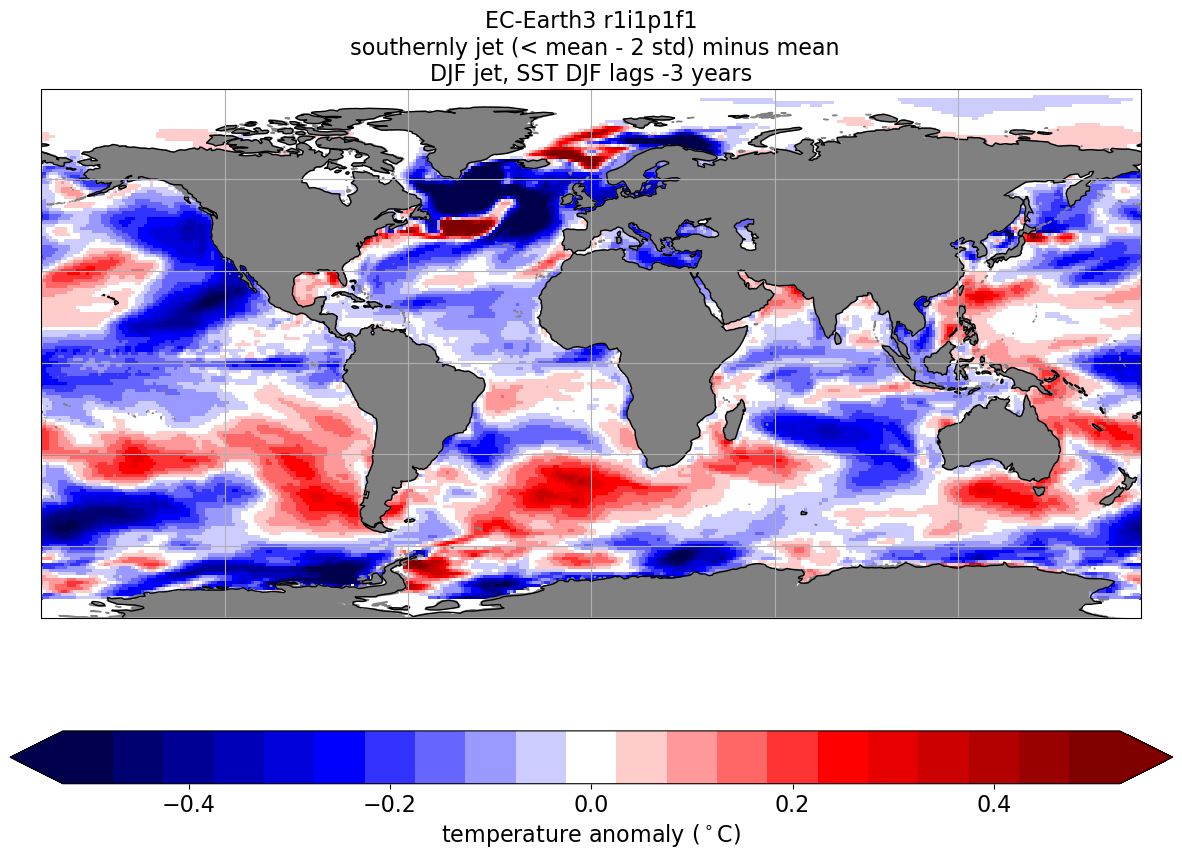 EC-Earth3 r1i1p1f1
southernly jet (< mean - 2 std) minus mean
DJF jet, SST DJF lags -3 years
−0.4 −0.2 0.0 0.2 0.4
temperature anomaly (°C)